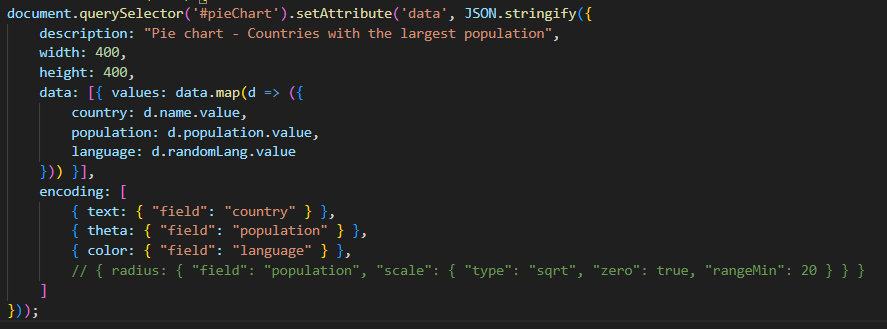 document.querySelector('#pieChart').setAttribute('data', JSON.stringify({
    description: "Pie chart - Countries with the largest population",
    width: 400,
    height: 400,
    data: [{ values: data.map(d => ({
        country: d.name.value,
        population: d.population.value,
        language: d.randomLang.value
    })) }],
    encoding: [
        { text: { "field": "country" } },
        { theta: { "field": "population" } },
        { color: { "field": "language" } },
        // { radius: { "field": "population", "scale": { "type": "sqrt", "zero": true, "rangeMin": 20 } } }
    ]
}));